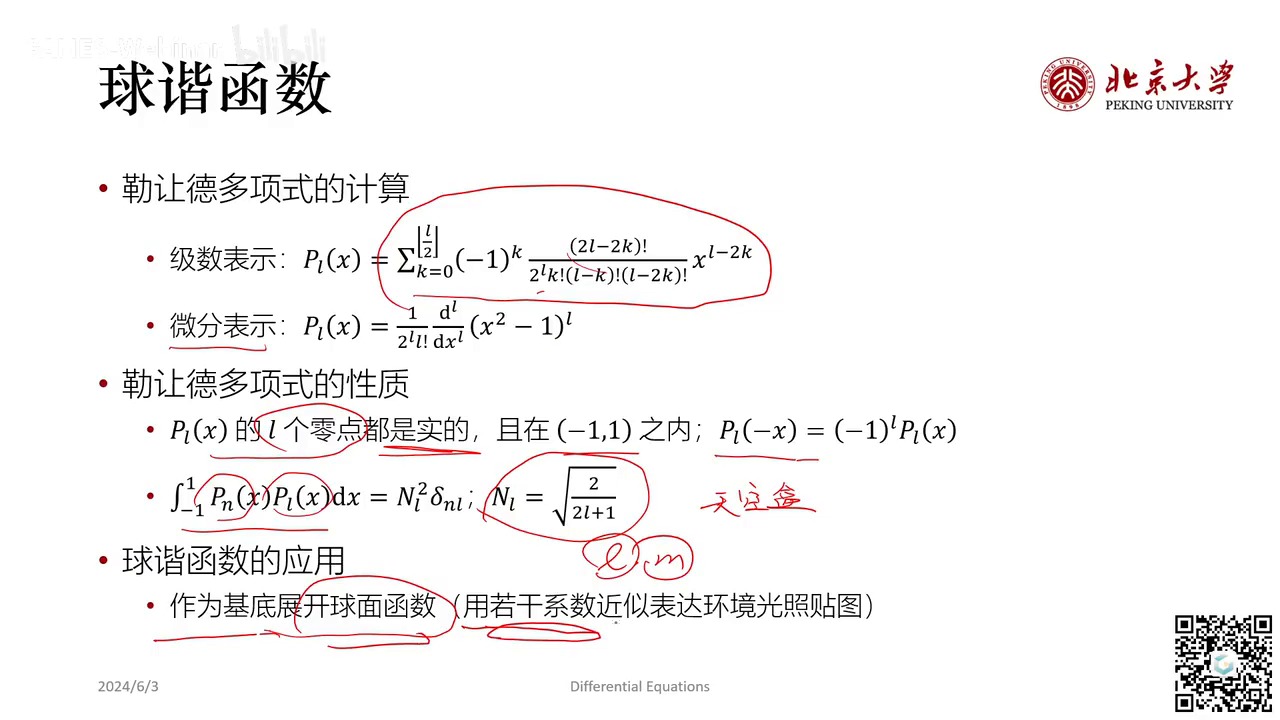 bilibili
球谐函数
北京大学
PEKING UNIVERSITY
• 勒让德多项式的计算
• 级数表示：P_l(x) = ∑_{k=0}^{⌊l/2⌋} (−1)^k \frac{(2l−2k)!}{2^l k!(l−k)!(l−2k)!} x^{l−2k}
• 微分表示：P_l(x) = \frac{1}{2^l l!} \frac{d^l}{dx^l} (x^2 − 1)^l
• 勒让德多项式的性质
• P_l(x) 的 l 个零点都是实的，且在 (−1,1) 之内；P_l(−x) = (−1)^l P_l(x)
• ∫_{−1}^{1} P_n(x)P_l(x)dx = N_l^2 δ_{nl}；N_l = \sqrt{\frac{2}{2l+1}}
天空盒
l, m
• 球谐函数的应用
• 作为基底展开球面函数（用若干系数近似表达环境光照贴图）
2024/6/3
Differential Equations